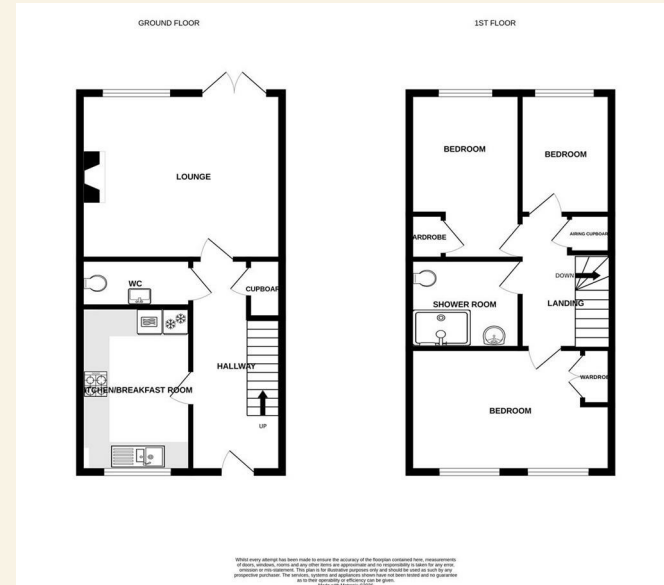 GROUND FLOOR
1ST FLOOR
LOUNGE
WC
CUPBOAR
HALLWAY
ITCHEN/BREAKFAST ROOM
UP
BEDROOM
BEDROOM
ARDROBE
AIRING CUPBOARD
DOWN
SHOWER ROOM
LANDING
WARDROB
BEDROOM
Whilst every attempt has been made to ensure the accuracy of the floorplan contained here, measurements
of doors, windows, rooms and any other items are approximate and no responsibility is taken for any error,
omission or mis-statement. This plan is for illustrative purposes only and should be used as such by any
prospective purchaser. The services, systems and appliances shown have not been tested and no guarantee
as to their operability or efficiency can be given.
Made with Metropix